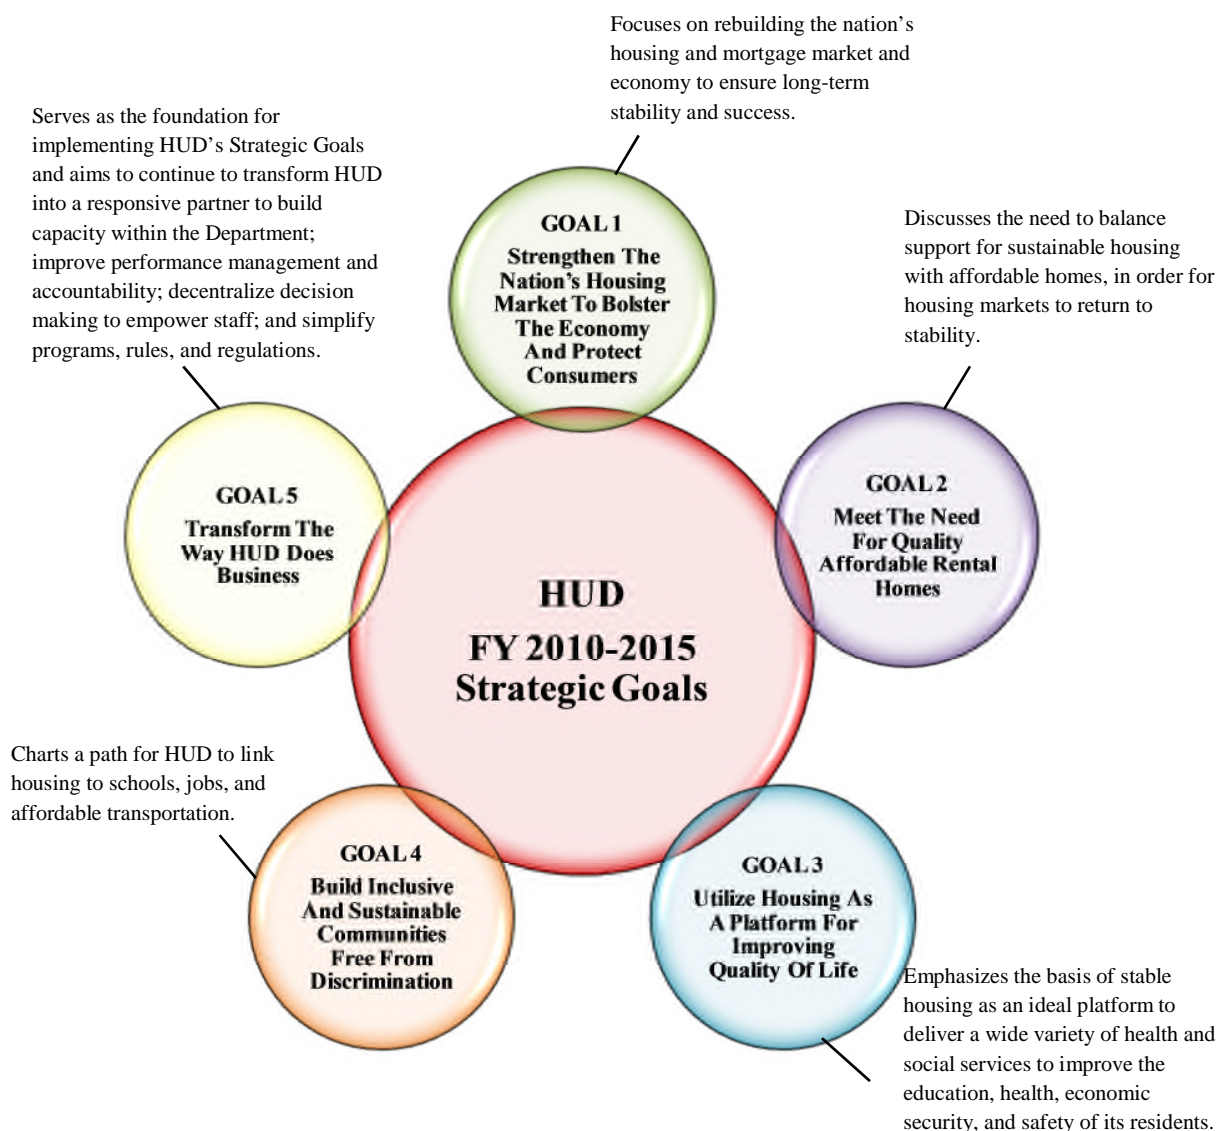 Focuses on rebuilding the nation’s
housing and mortgage market and
economy to ensure long-term
stability and success.
Serves as the foundation for
implementing HUD’s Strategic Goals
and aims to continue to transform HUD
into a responsive partner to build
capacity within the Department;
improve performance management and
accountability; decentralize decision
making to empower staff; and simplify
programs, rules, and regulations.
GOAL 1
Strengthen The
Nation’s Housing
Market To Bolster
The Economy
And Protect
Consumers
Discusses the need to balance
support for sustainable housing
with affordable homes, in order for
housing markets to return to
stability.
GOAL 5
Transform The
Way HUD Does
Business
GOAL 2
Meet The Need
For Quality
Affordable Rental
Homes
HUD
FY 2010-2015
Strategic Goals
Charts a path for HUD to link
housing to schools, jobs, and
affordable transportation.
GOAL 4
Build Inclusive
And Sustainable
Communities
Free From
Discrimination
GOAL 3
Utilize Housing As
A Platform For
Improving
Quality Of Life
Emphasizes the basis of stable
housing as an ideal platform to
deliver a wide variety of health and
social services to improve the
education, health, economic
security, and safety of its residents.